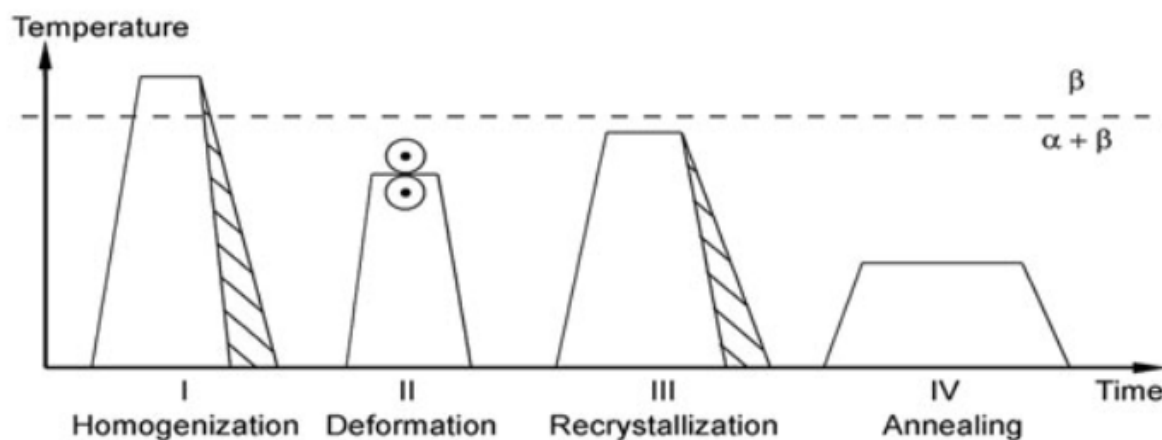 Temperature
β
α + β
I II III IV Time
Homogenization Deformation Recrystallization Annealing